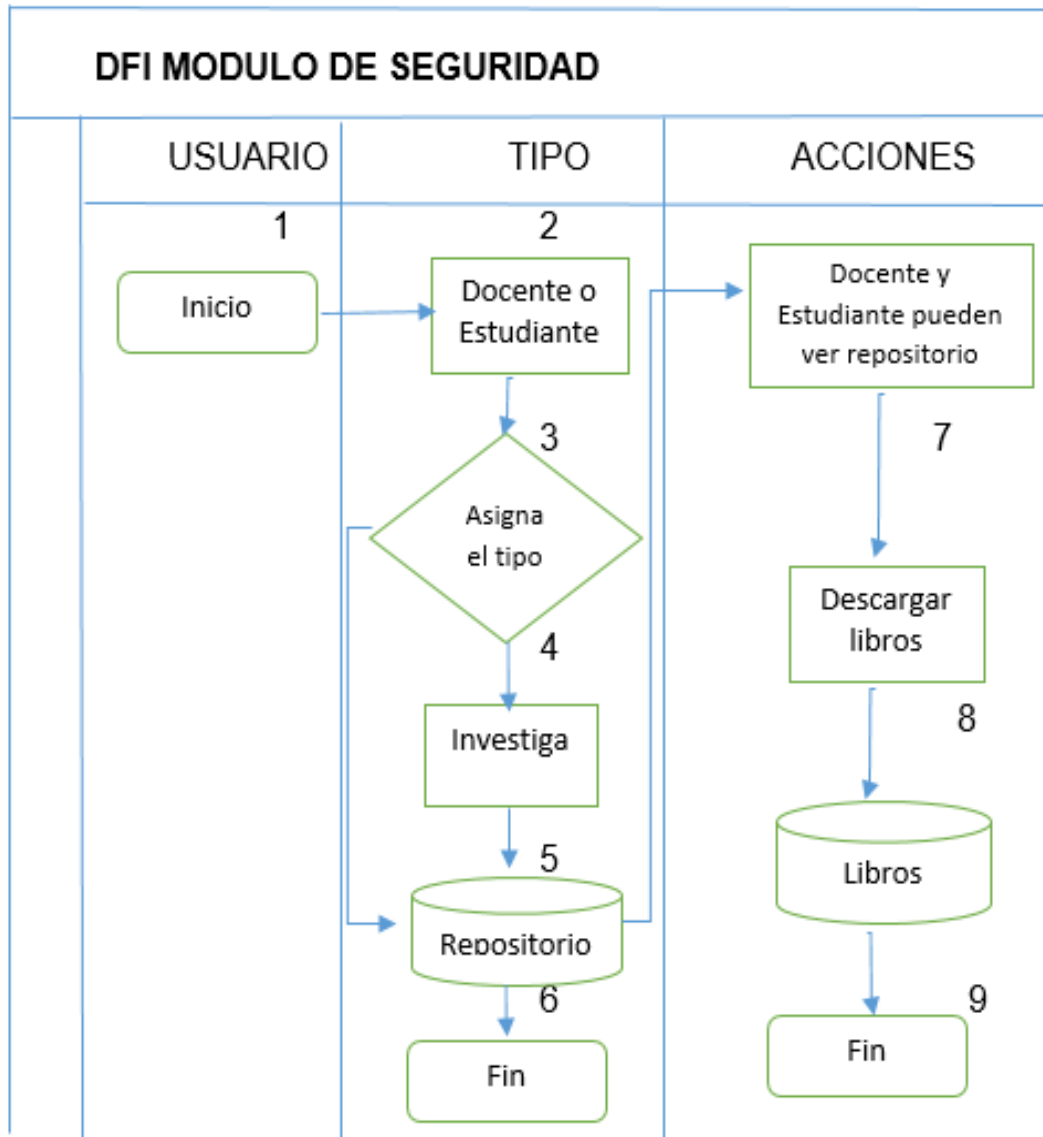 DFI MODULO DE SEGURIDAD
USUARIO
TIPO
ACCIONES
1
2
Inicio
Docente o
Estudiante
Docente y
Estudiante pueden
ver repositorio
3
7
Asigna
el tipo
4
Descargar
libros
8
Investiga
5
Libros
Repositorio
6
9
Fin
Fin